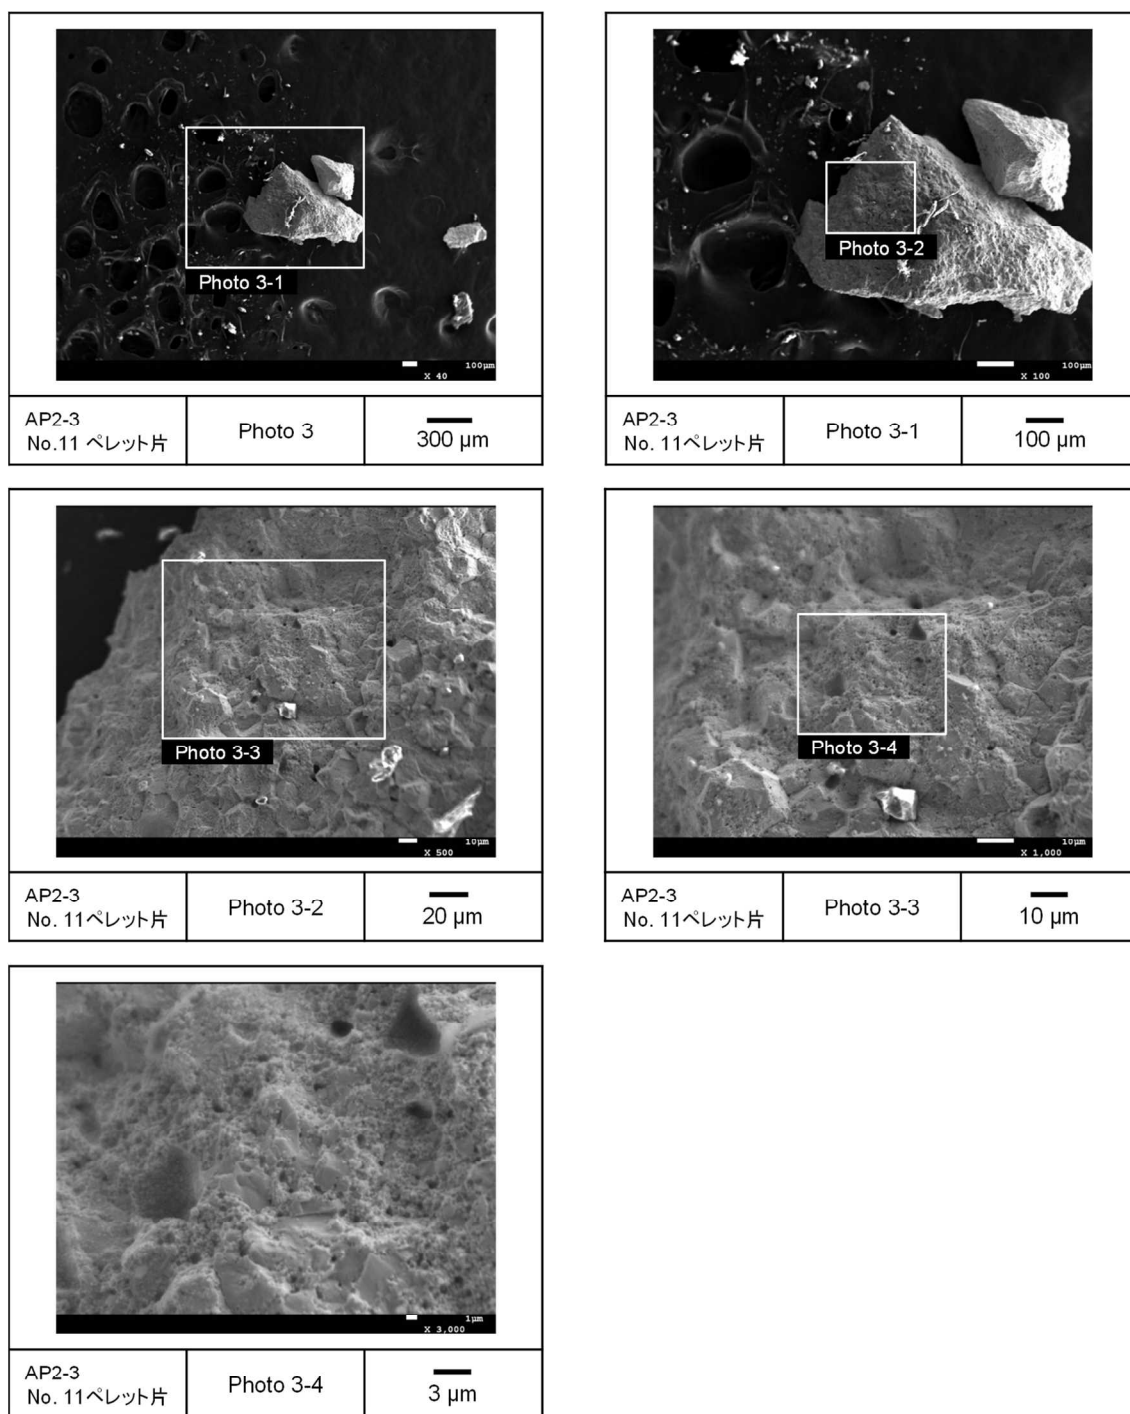 Photo 3-1
100μm
X 40
AP2-3
No.11 ペレット片
Photo 3
300 μm
Photo 3-2
100μm
X 100
AP2-3
No. 11ペレット片
Photo 3-1
100 μm
Photo 3-3
10μm
X 500
AP2-3
No. 11ペレット片
Photo 3-2
20 μm
Photo 3-4
10μm
X 1,000
AP2-3
No. 11ペレット片
Photo 3-3
10 μm
1μm
X 3,000
AP2-3
No. 11ペレット片
Photo 3-4
3 μm